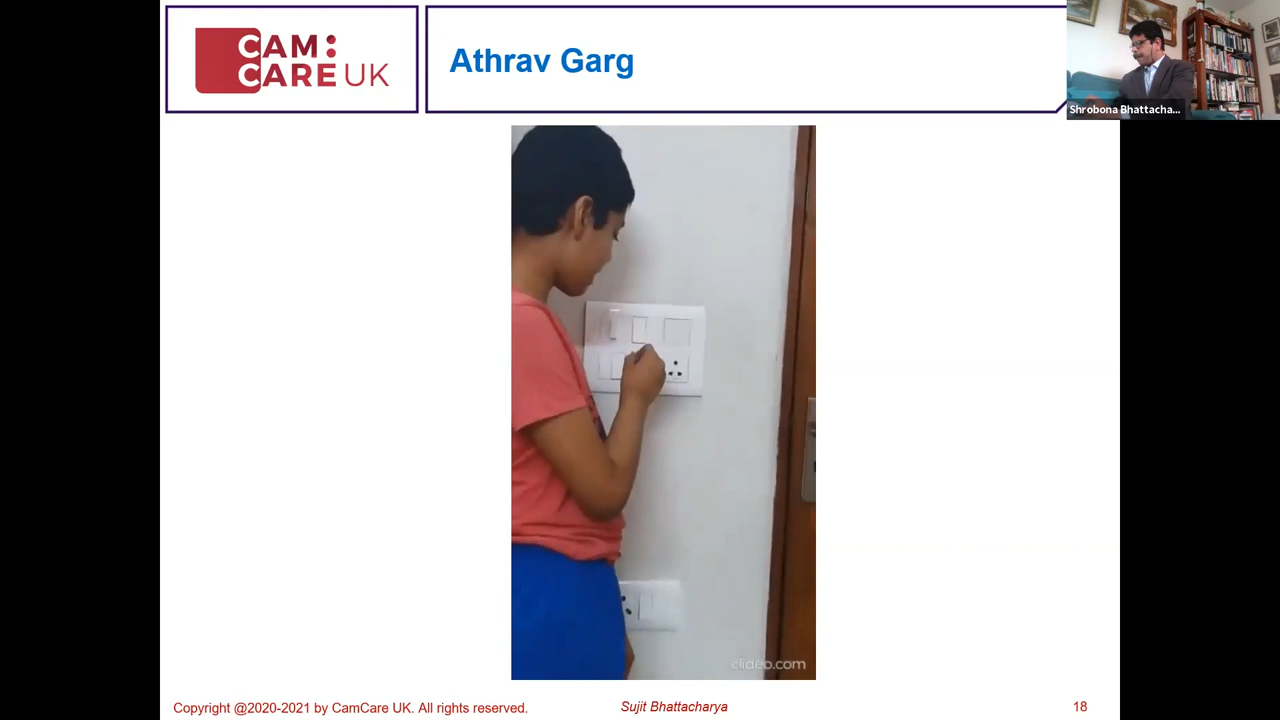 CAM:
CARE UK
Athrav Garg
Shrobona Bhattacha...
clideo.com
Copyright @2020-2021 by CamCare UK. All rights reserved.
Sujit Bhattacharya
18